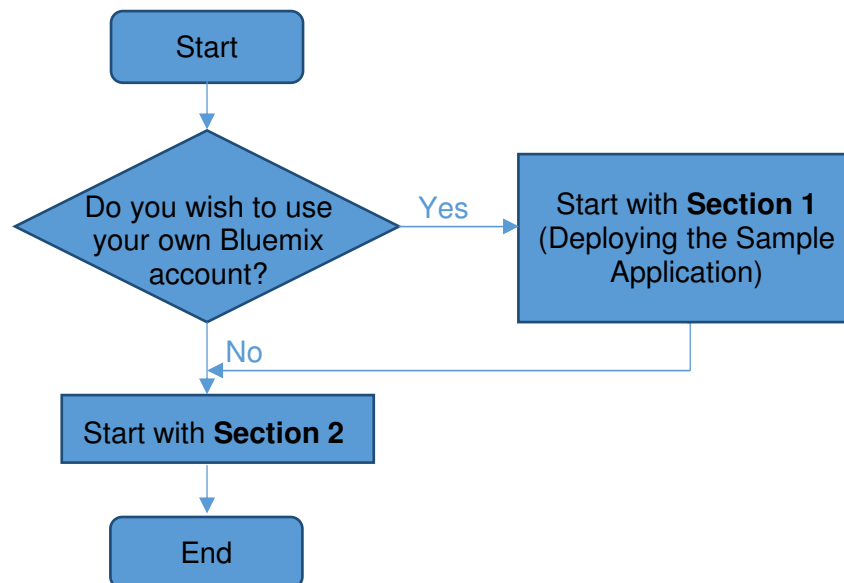 Start
Do you wish to use
your own Bluemix
account?
Yes
Start with Section 1
(Deploying the Sample
Application)
No
Start with Section 2
End